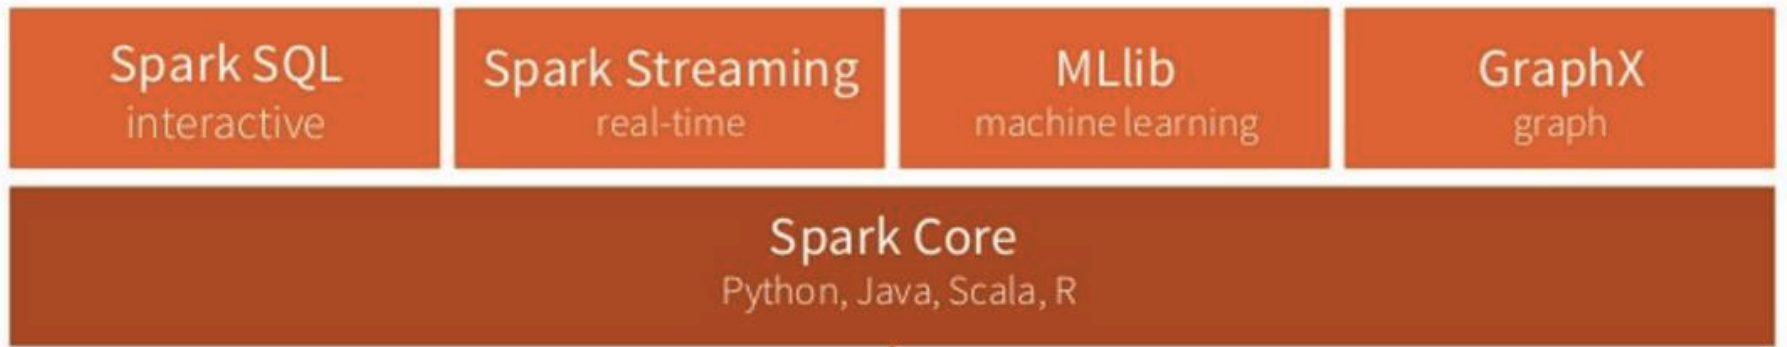 Spark SQL
interactive
Spark Streaming
real-time
MLlib
machine learning
GraphX
graph
Spark Core
Python, Java, Scala, R